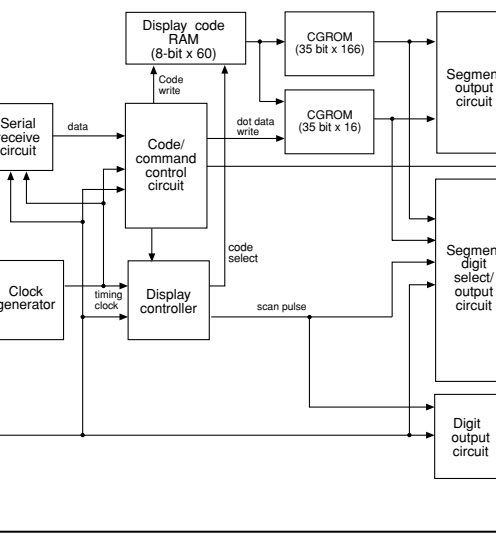 Display code
RAM
(8-bit x 60)
CGROM
(35 bit x 166)
CGROM
(35 bit x 16)
Segmen
output
circuit
Code
write
Serial
receive
circuit
data
dot data
write
Code/
command
control
circuit
code
select
Segmen
digit
select/
output
circuit
Clock
generator
timing
clock
Display
controller
scan pulse
Digit
output
circuit